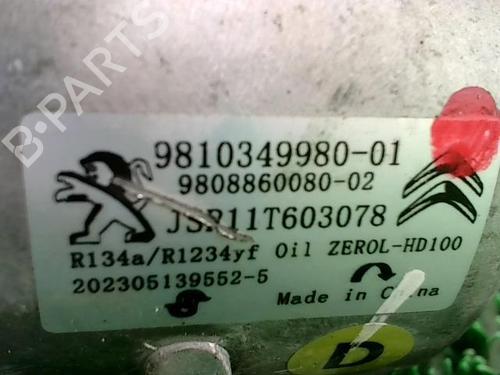 B-PARTS
9810349980-01
9808860080-02
JSR11T603078
R134a/R1234yf Oil ZEROL-HD100
202305139552-5
Made in China
D